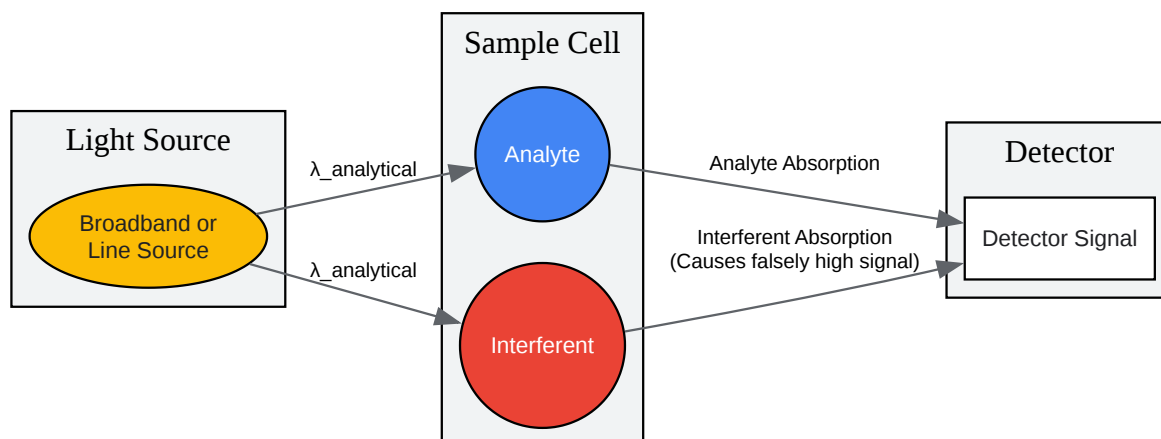 Light Source
Broadband or
Line Source
λ_analytical
λ_analytical
Sample Cell
Analyte
Interferent
Analyte Absorption
Interferent Absorption
(Causes falsely high signal)
Detector
Detector Signal